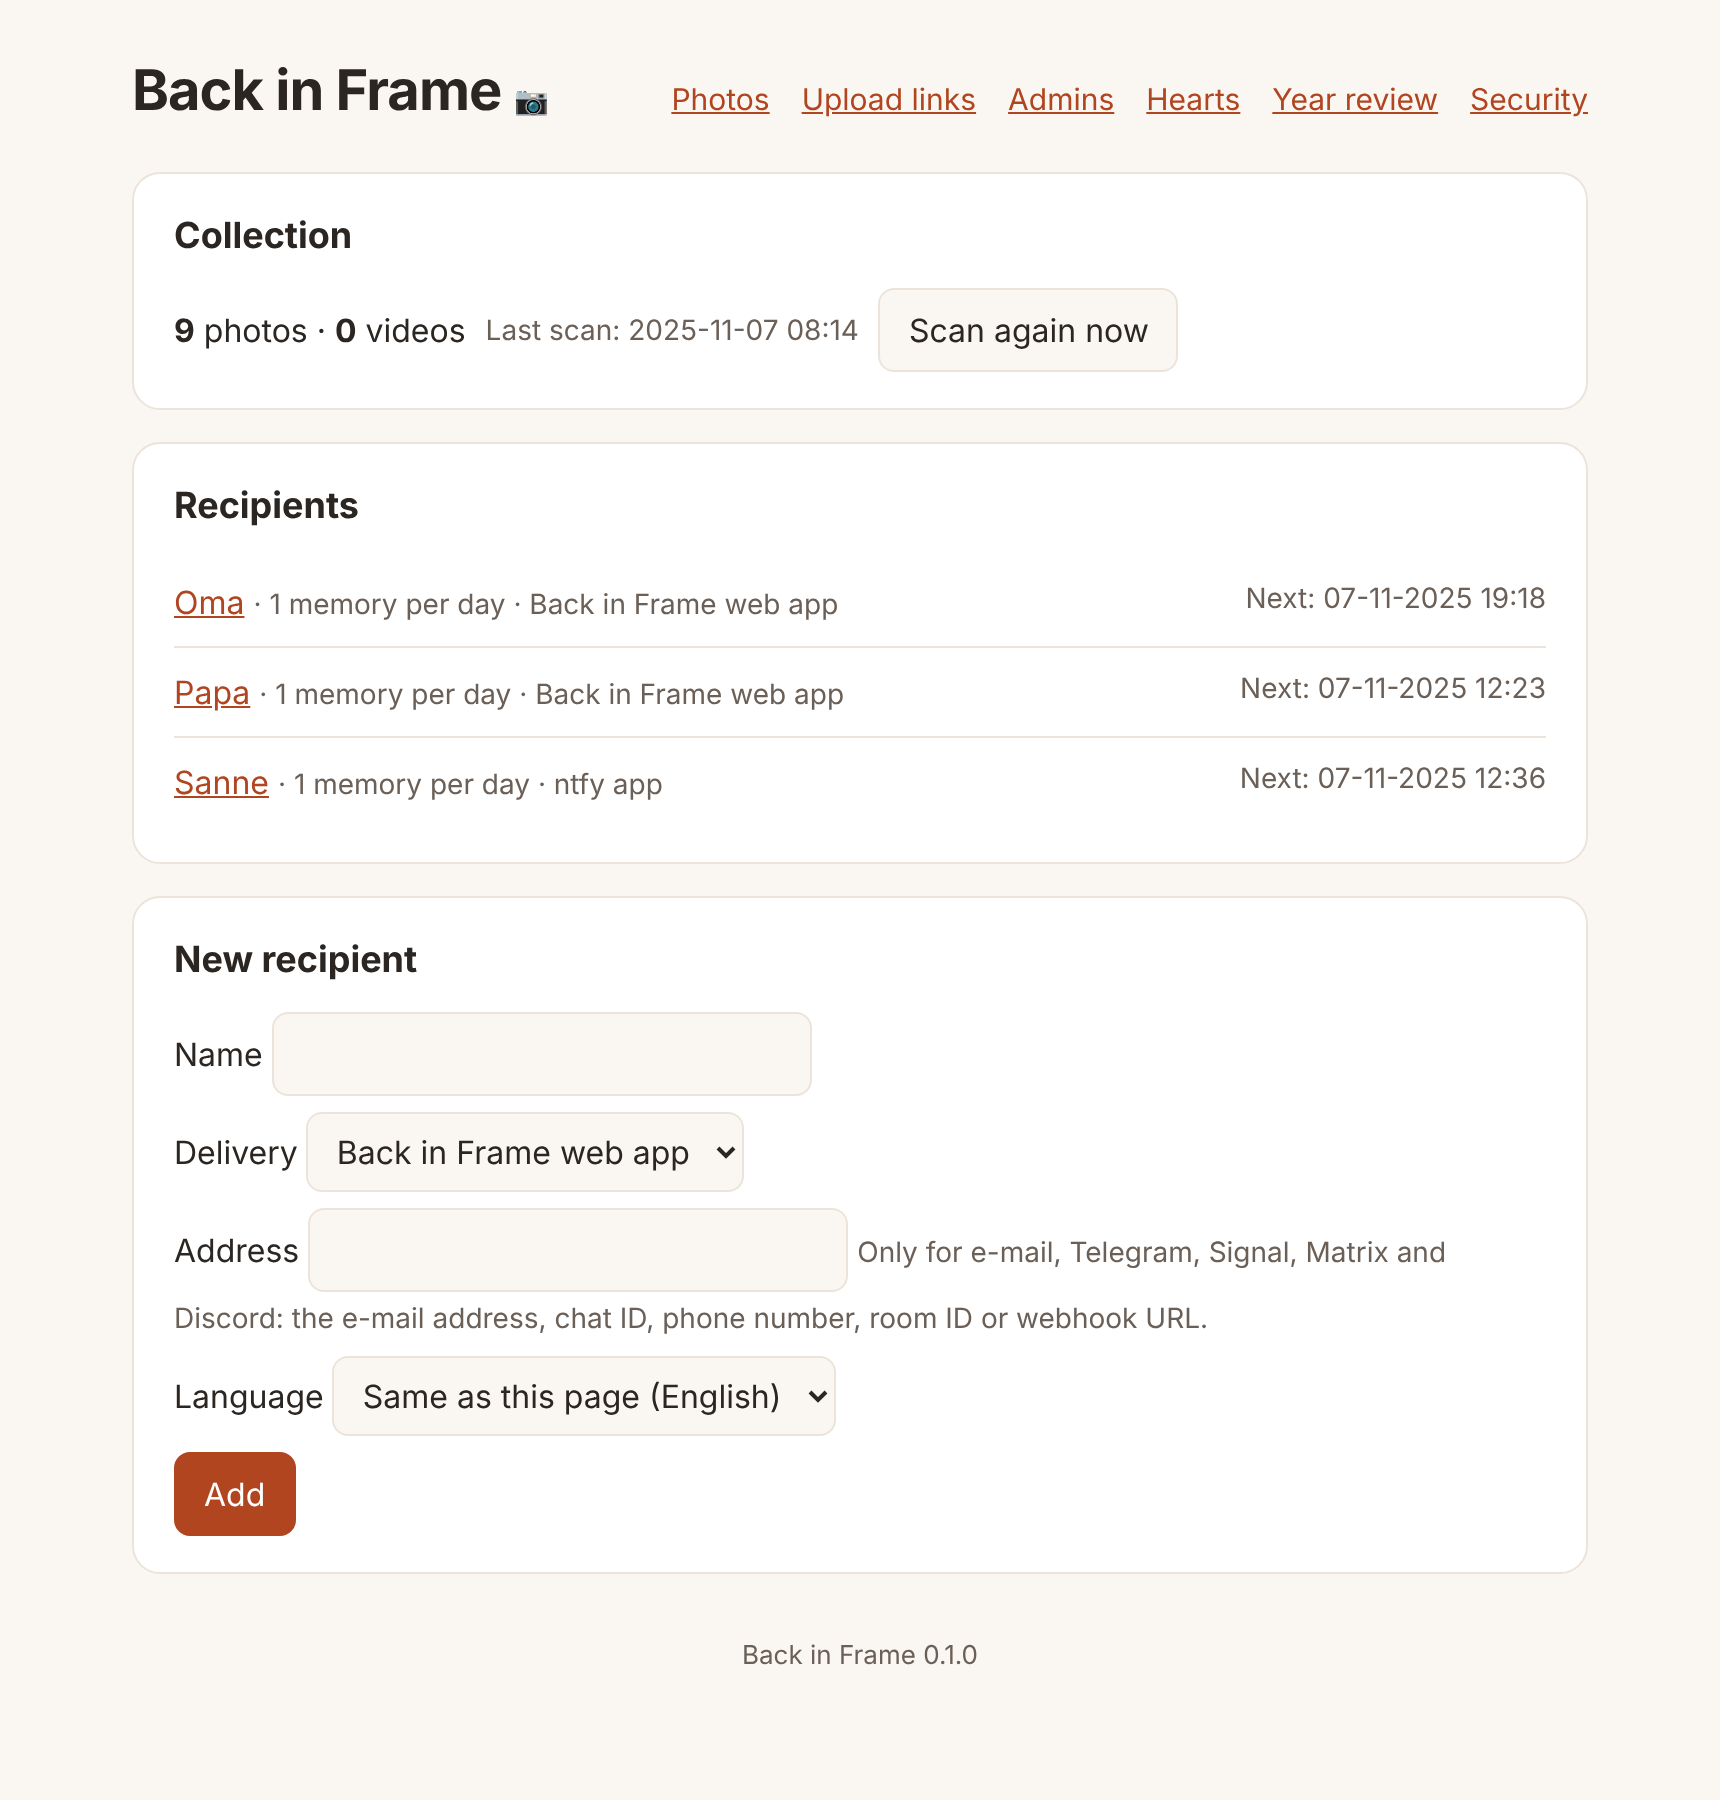 Back in Frame 📷 Photos Upload links Admins Hearts Year review Security
Collection
9 photos · 0 videos Last scan: 2025-11-07 08:14 Scan again now
Recipients
Oma · 1 memory per day · Back in Frame web app Next: 07-11-2025 19:18
Papa · 1 memory per day · Back in Frame web app Next: 07-11-2025 12:23
Sanne · 1 memory per day · ntfy app Next: 07-11-2025 12:36
New recipient
Name
Delivery Back in Frame web app
Address Only for e-mail, Telegram, Signal, Matrix and
Discord: the e-mail address, chat ID, phone number, room ID or webhook URL.
Language Same as this page (English)
Add
Back in Frame 0.1.0